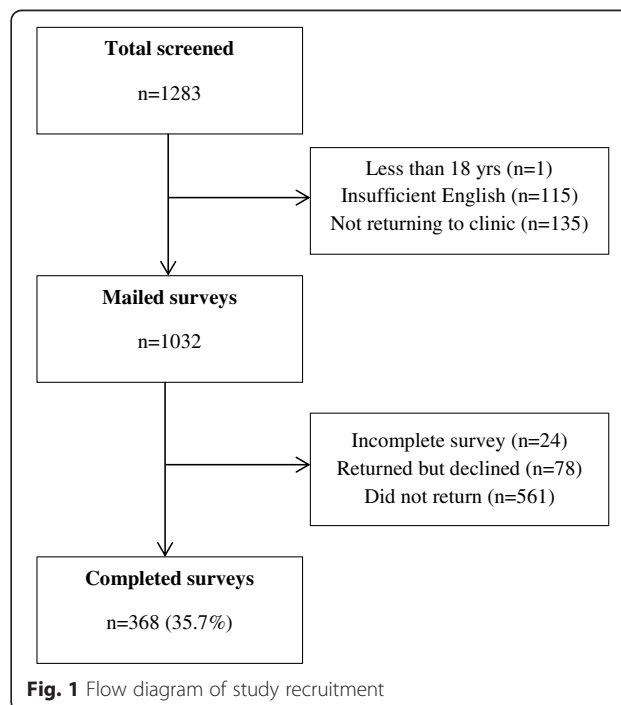 Total screened
n=1283
Less than 18 yrs (n=1)
Insufficient English (n=115)
Not returning to clinic (n=135)
Mailed surveys
n=1032
Incomplete survey (n=24)
Returned but declined (n=78)
Did not return (n=561)
Completed surveys
n=368 (35.7%)
Fig. 1 Flow diagram of study recruitment